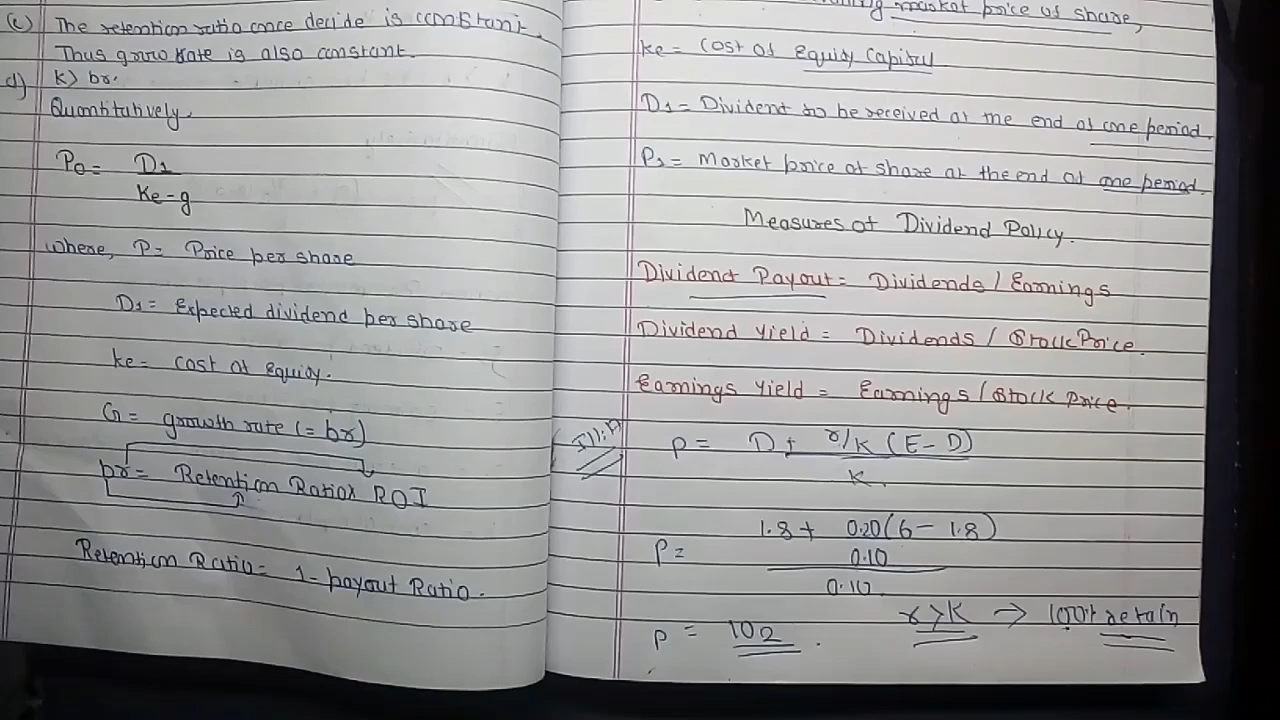 c) The retention ratio once decide is constant.
Thus grow rate is also constant.
d) K> br.
Quantitutively.
P0 = D1
Ke-g
where, P= Price per share
D1= Expected dividend per share
ke= cost of equity.
G= growth rate (= br)
br= Retention Ratio x ROI
Retention Ratio= 1- payout Ratio.
market price of share,
ke= cost of equity capital
D1= Dividend to be received at the end of one period.
P1= Market price of share at the end of one period.
Measures of Dividend Policy.
Dividend Payout= Dividends / Earnings
Dividend Yield= Dividends / Stock Price.
Earnings Yield= Earnings / Stock Price.
Ill: 
P= D+ r/k (E-D)
K.
P= 1.8+ 0.20(6-1.8)
0.10
0.10
P= 102. r>K → 100% retain